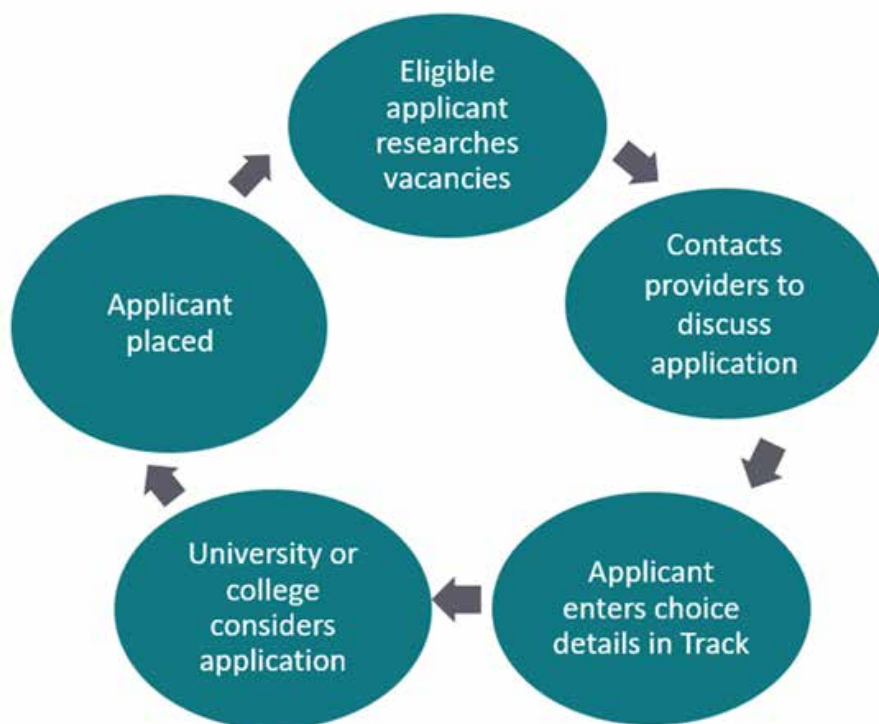 Eligible
applicant
researches
vacancies
Contacts
providers to
discuss
application
Applicant
enters choice
details in Track
University or
college
considers
application
Applicant
placed